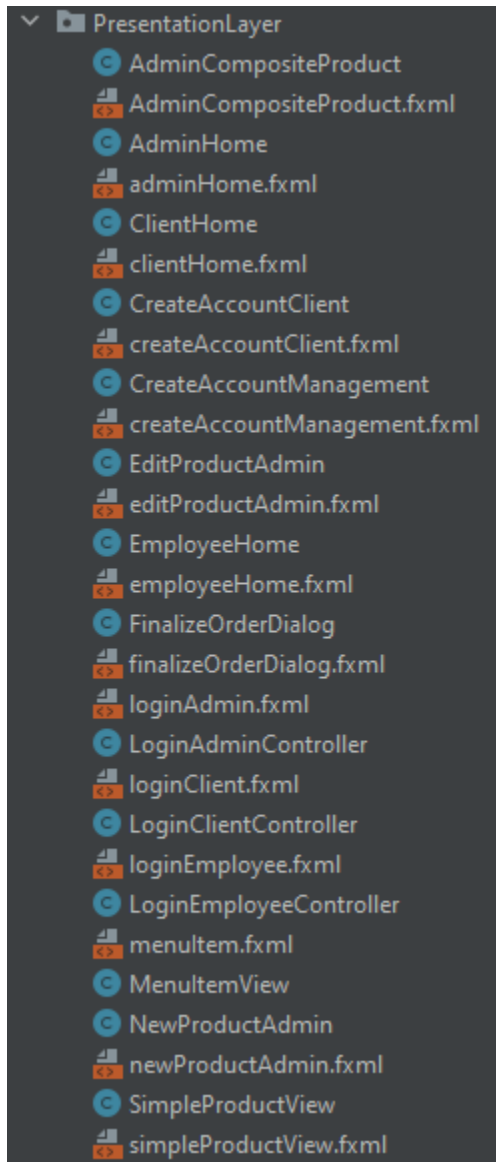 PresentationLayer
AdminCompositeProduct
AdminCompositeProduct.fxml
AdminHome
adminHome.fxml
ClientHome
clientHome.fxml
CreateAccountClient
createAccountClient.fxml
CreateAccountManagement
createAccountManagement.fxml
EditProductAdmin
editProductAdmin.fxml
EmployeeHome
employeeHome.fxml
FinalizeOrderDialog
finalizeOrderDialog.fxml
loginAdmin.fxml
LoginAdminController
loginClient.fxml
LoginClientController
loginEmployee.fxml
LoginEmployeeController
menuItem.fxml
MenuItemView
NewProductAdmin
newProductAdmin.fxml
SimpleProductView
simpleProductView.fxml